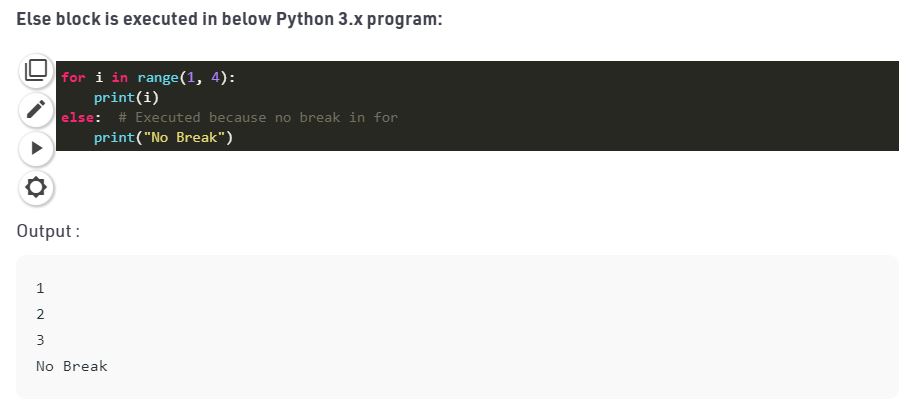 Else block is executed in below Python 3.x program:
for i in range(1, 4):
    print(i)
else:  # Executed because no break in for
    print("No Break")
Output :
1
2
3
No Break